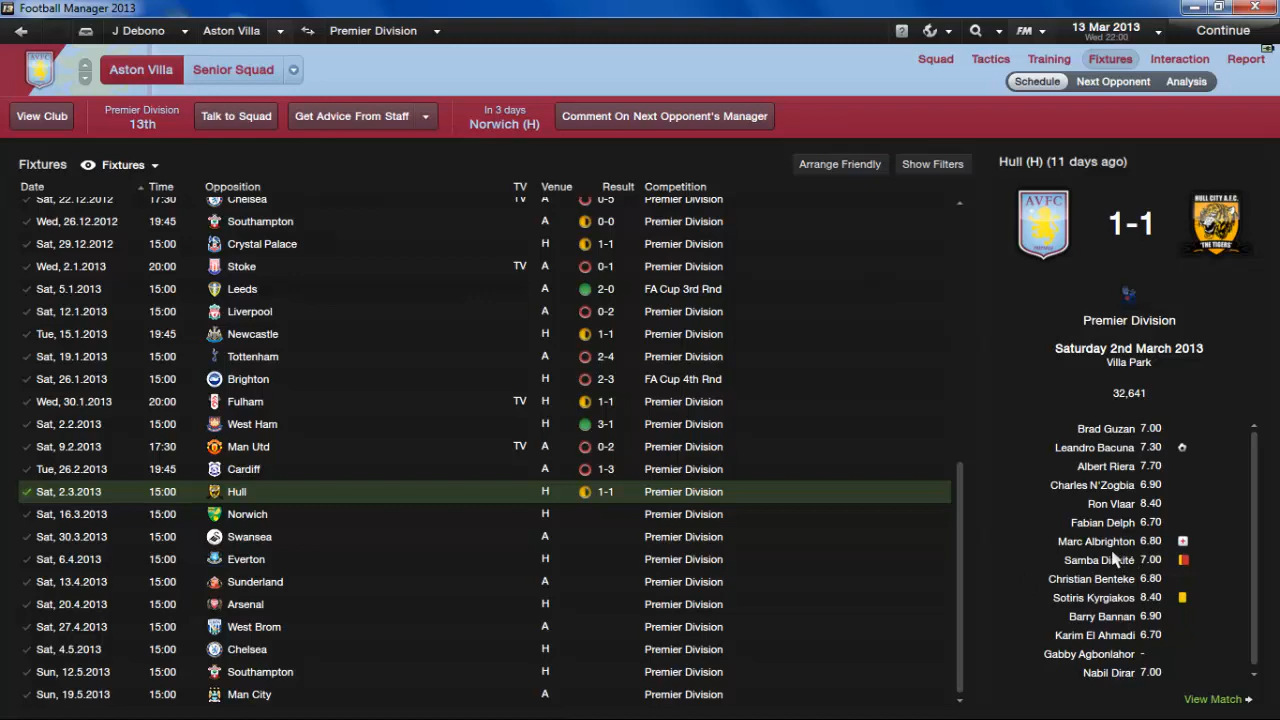 Football Manager 2013
J Debono Aston Villa Premier Division FM 13 Mar 2013 Wed 22:00 Continue
Aston Villa Senior Squad Squad Tactics Training Fixtures Interaction Report
Schedule Next Opponent Analysis
View Club Premier Division 13th Talk to Squad Get Advice From Staff In 3 days Norwich (H) Comment On Next Opponent's Manager
Fixtures Fixtures Arrange Friendly Show Filters
Date Time Opposition TV Venue Result Competition
Sat, 22.12.2012 17:30 Chelsea TV A 0-5 Premier Division
Wed, 26.12.2012 19:45 Southampton A 0-0 Premier Division
Sat, 29.12.2012 15:00 Crystal Palace H 1-1 Premier Division
Wed, 2.1.2013 20:00 Stoke TV A 0-1 Premier Division
Sat, 5.1.2013 15:00 Leeds A 2-0 FA Cup 3rd Rnd
Sat, 12.1.2013 15:00 Liverpool A 0-2 Premier Division
Tue, 15.1.2013 19:45 Newcastle H 1-1 Premier Division
Sat, 19.1.2013 15:00 Tottenham A 2-4 Premier Division
Sat, 26.1.2013 15:00 Brighton H 2-3 FA Cup 4th Rnd
Wed, 30.1.2013 20:00 Fulham TV H 1-1 Premier Division
Sat, 2.2.2013 15:00 West Ham H 3-1 Premier Division
Sat, 9.2.2013 17:30 Man Utd TV A 0-2 Premier Division
Tue, 26.2.2013 19:45 Cardiff A 1-3 Premier Division
Sat, 2.3.2013 15:00 Hull H 1-1 Premier Division
Sat, 16.3.2013 15:00 Norwich H Premier Division
Sat, 30.3.2013 15:00 Swansea A Premier Division
Sat, 6.4.2013 15:00 Everton H Premier Division
Sat, 13.4.2013 15:00 Sunderland A Premier Division
Sat, 20.4.2013 15:00 Arsenal H Premier Division
Sat, 27.4.2013 15:00 West Brom A Premier Division
Sat, 4.5.2013 15:00 Chelsea H Premier Division
Sun, 12.5.2013 15:00 Southampton H Premier Division
Sun, 19.5.2013 15:00 Man City A Premier Division
Hull (H) (11 days ago)
AVFC 1-1 HULL CITY A.F.C. 'THE TIGERS'
Premier Division
Saturday 2nd March 2013
Villa Park
32,641
Brad Guzan 7.00
Leandro Bacuna 7.30
Albert Riera 7.70
Charles N'Zogbia 6.90
Ron Vlaar 8.40
Fabian Delph 6.70
Marc Albrighton 6.80
Samba 7.00
Christian Benteke 6.80
Sotiris Kyrgiakos 8.40
Barry Bannan 6.90
Karim El Ahmadi 6.70
Gabby Agbonlahor -
Nabil Dirar 7.00
View Match